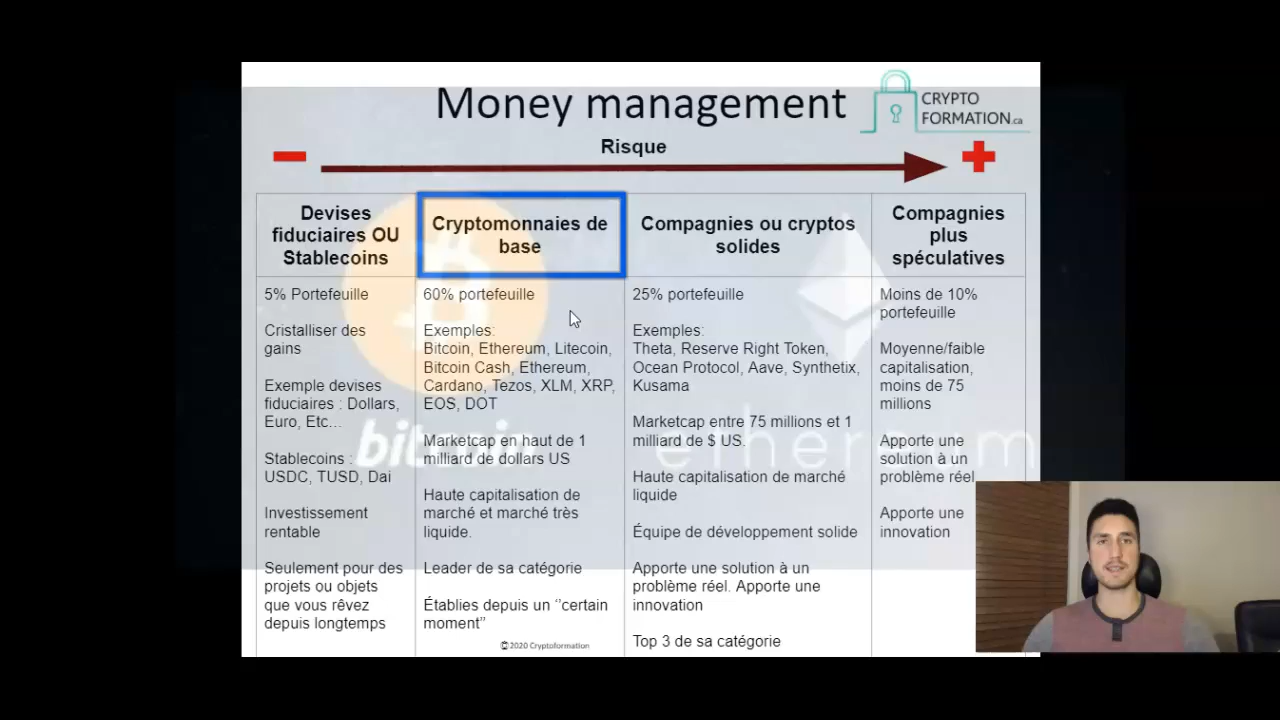 Money management
CRYPTO
FORMATION.ca
Risque
Devises
fiduciaires OU
Stablecoins
Cryptomonnaies de
base
Compagnies ou cryptos
solides
Compagnies
plus
spéculatives
5% Portefeuille
Cristalliser des
gains
Exemple devises
fiduciaires : Dollars,
Euro, Etc...
Stablecoins :
USDC, TUSD, Dai
Investissement
rentable
Seulement pour des
projets ou objets
que vous rêvez
depuis longtemps
60% portefeuille
Exemples:
Bitcoin, Ethereum, Litecoin,
Bitcoin Cash, Ethereum,
Cardano, Tezos, XLM, XRP,
EOS, DOT
Marketcap en haut de 1
milliard de dollars US
Haute capitalisation de
marché et marché très
liquide.
Leader de sa catégorie
Établies depuis un ‘’certain
moment’’
25% portefeuille
Exemples:
Theta, Reserve Right Token,
Ocean Protocol, Aave, Synthetix,
Kusama
Marketcap entre 75 millions et 1
milliard de $ US.
Haute capitalisation de marché
liquide
Équipe de développement solide
Apporte une solution à un
problème réel. Apporte une
innovation
Top 3 de sa catégorie
Moins de 10%
portefeuille
Moyenne/faible
capitalisation,
moins de 75
millions
Apporte une
solution à un
problème réel
Apporte une
innovation
bitcoin
ethereum
©2020 Cryptoformation